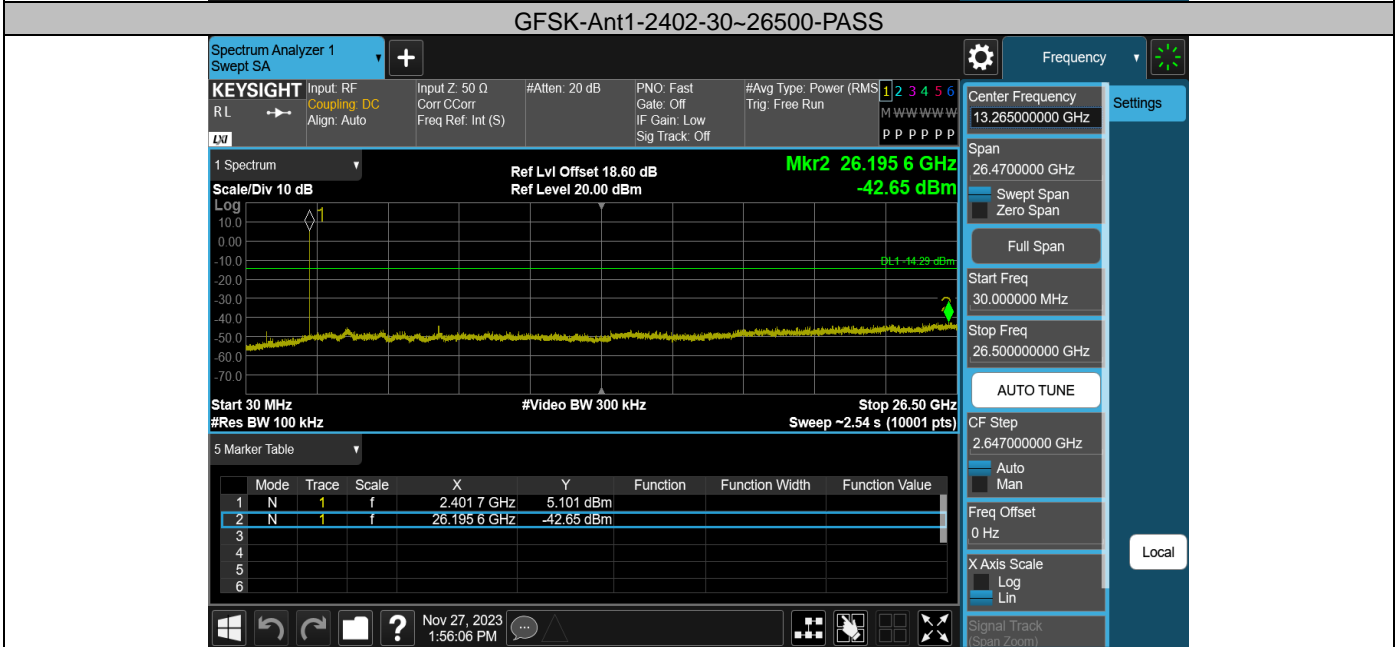 GFSK-Ant1-2402-30~26500-PASS
Spectrum Analyzer 1
Swept SA
Frequency
KEYSIGHT
R L
LXI
Input: RF
Coupling: DC
Align: Auto
Input Z: 50 Ω
Corr CCorr
Freq Ref: Int (S)
#Atten: 20 dB
PNO: Fast
Gate: Off
IF Gain: Low
Sig Track: Off
#Avg Type: Power (RMS
Trig: Free Run
1 2 3 4 5 6
M W W W W W
P P P P P P
1 Spectrum
Scale/Div 10 dB
Ref Lvl Offset 18.60 dB
Ref Level 20.00 dBm
Mkr2 26.195 6 GHz
-42.65 dBm
Log
10.0
0.00
-10.0
-20.0
-30.0
-40.0
-50.0
-60.0
-70.0
1
DL1 -14.29 dBm
2
Start 30 MHz
#Video BW 300 kHz
Stop 26.50 GHz
#Res BW 100 kHz
Sweep ~2.54 s (10001 pts)
5 Marker Table
Mode Trace Scale X Y Function Function Width Function Value
1 N 1 f 2.401 7 GHz 5.101 dBm
2 N 1 f 26.195 6 GHz -42.65 dBm
3
4
5
6
Nov 27, 2023
1:56:06 PM
Center Frequency
13.265000000 GHz
Settings
Span
26.4700000 GHz
Swept Span
Zero Span
Full Span
Start Freq
30.000000 MHz
Stop Freq
26.500000000 GHz
AUTO TUNE
CF Step
2.647000000 GHz
Auto
Man
Freq Offset
0 Hz
X Axis Scale
Log
Lin
Local
Signal Track
(Span Zoom)